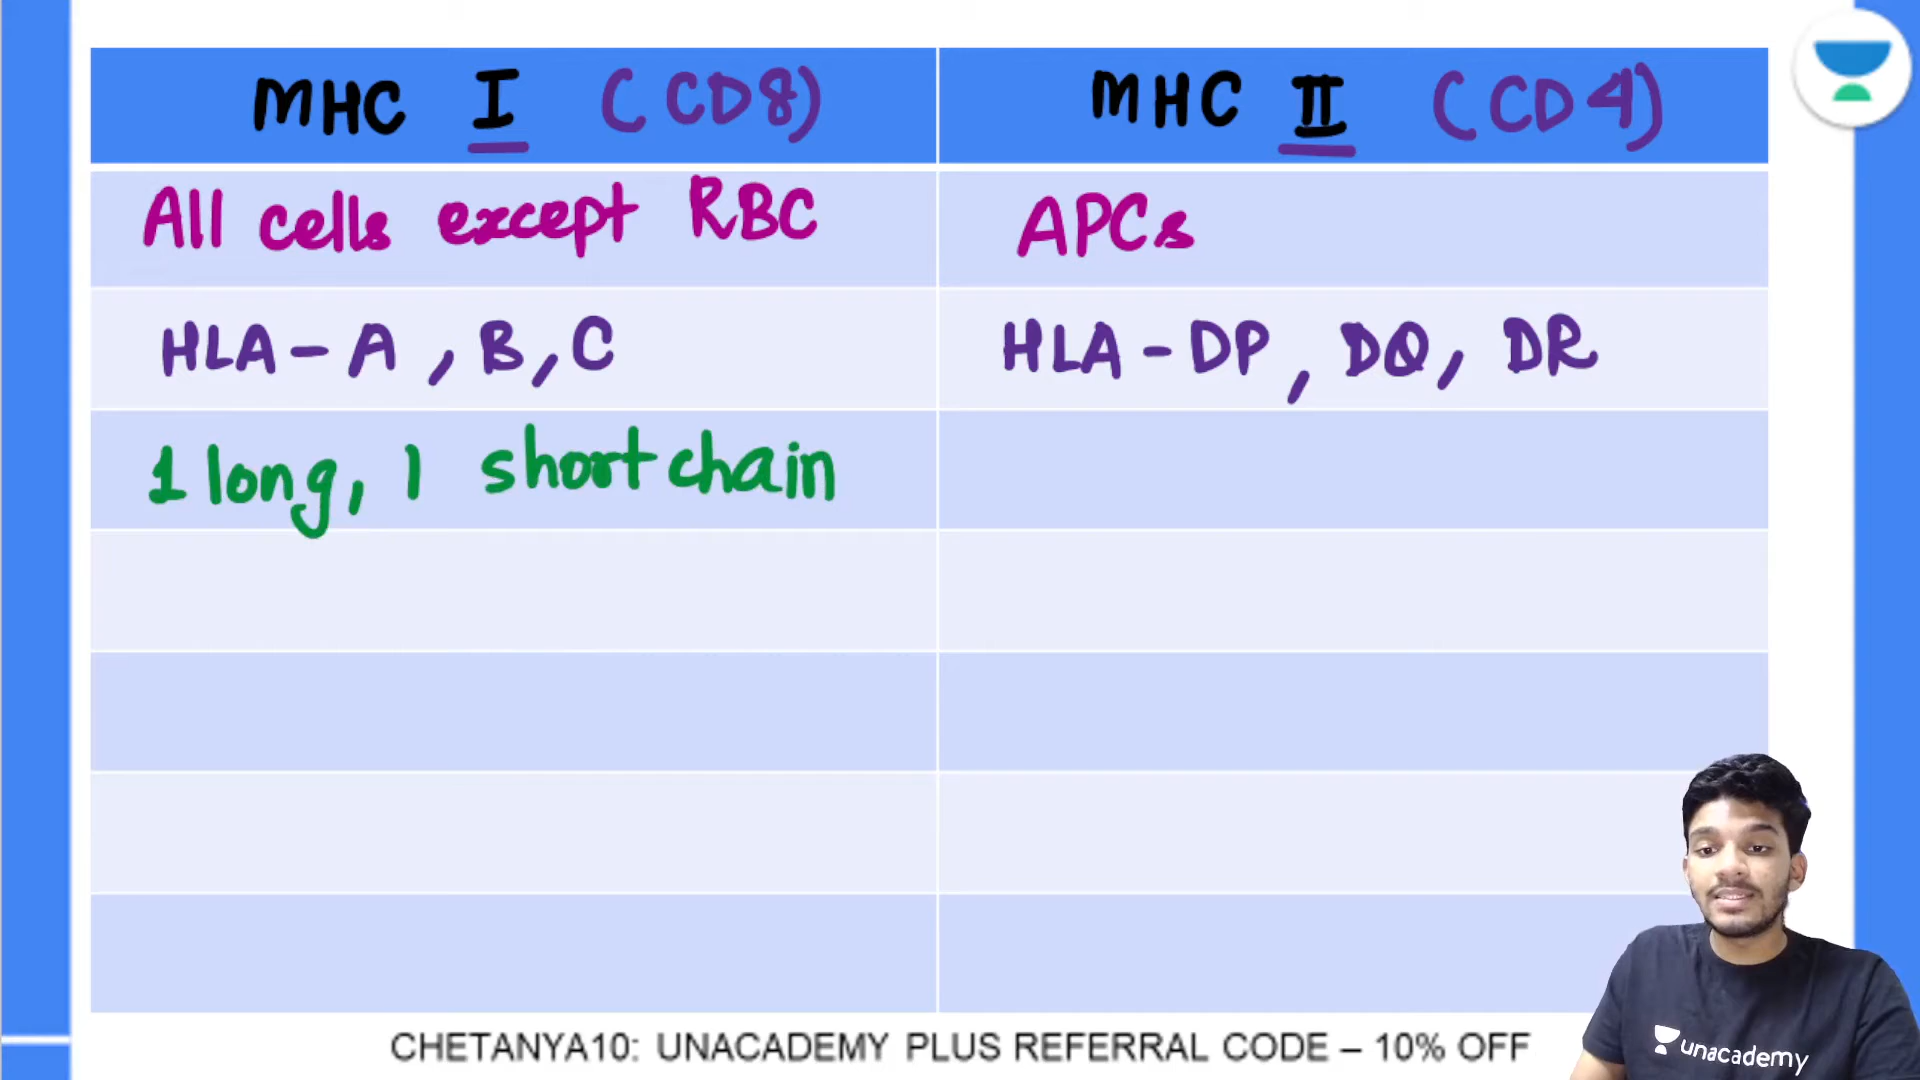 MHC I (CD8)
MHC II (CD4)
All cells except RBC
APCs
HLA - A, B, C
HLA - DP, DQ, DR
1 long, 1 short chain
CHETANYA10: UNACADEMY PLUS REFERRAL CODE – 10% OFF
unacademy